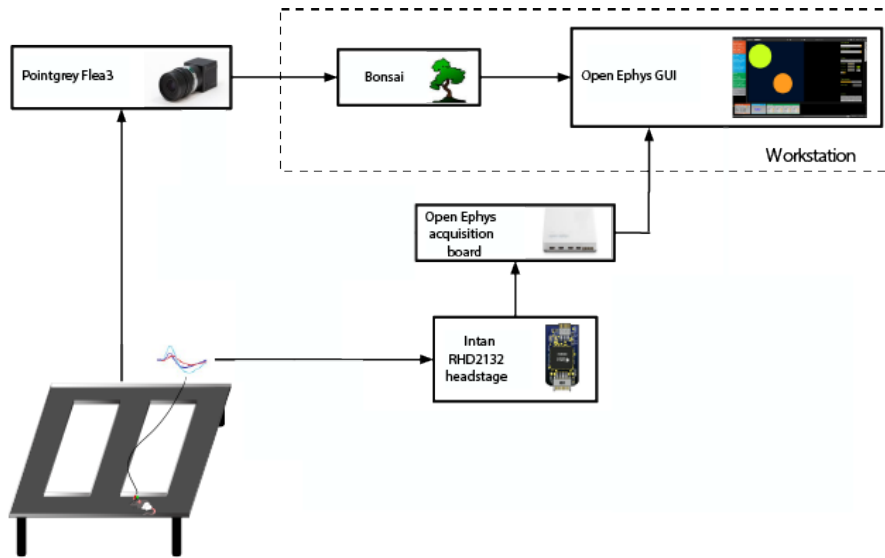 Pointgrey Flea3
Bonsai
Open Ephys GUI
Workstation
Open Ephys
acquisition
board
Intan
RHD2132
headstage